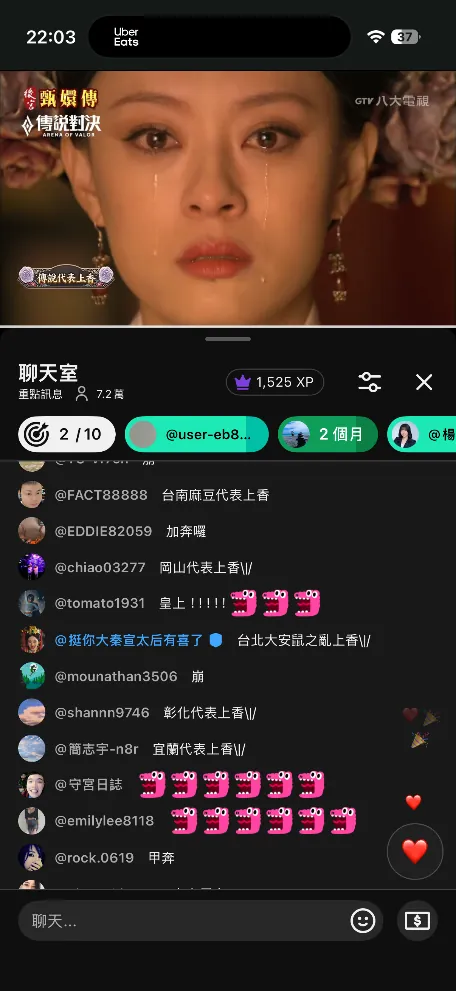 22:03
Uber
Eats
37
後宮
甄嬛傳
傳說對決
ARENA OF VALOR
GTV 八大電視
傳說代表上香
聊天室
重點訊息 7.2 萬
1,525 XP
2 / 10
@user-eb8...
2 個月
@楊
@FACT88888 台南麻豆代表上香
@EDDIE82059 加奔囉
@chiao03277 岡山代表上香\|/
@tomato1931 皇上 ! ! ! ! !
@挺你大秦宣太后有喜了 台北大安鼠之亂上香\|/
@mounathan3506 崩
@shannn9746 彰化代表上香\|/
@簡志宇-n8r 宜蘭代表上香\|/
@守宮日誌
@emilylee8118
@rock.0619 甲奔
聊天...